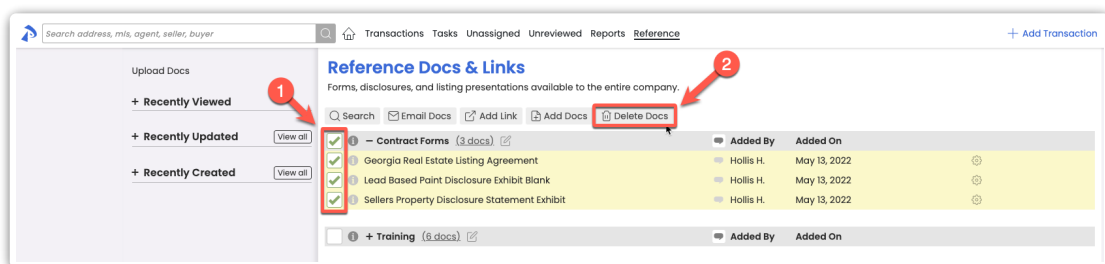 Search address, mls, agent, seller, buyer
Transactions Tasks Unassigned Unreviewed Reports Reference
+ Add Transaction
Upload Docs
+ Recently Viewed
+ Recently Updated View all
+ Recently Created View all
Reference Docs & Links
Forms, disclosures, and listing presentations available to the entire company.
Search Email Docs Add Link Add Docs Delete Docs
1
2
– Contract Forms (3 docs) Added By Added On
Georgia Real Estate Listing Agreement Hollis H. May 13, 2022
Lead Based Paint Disclosure Exhibit Blank Hollis H. May 13, 2022
Sellers Property Disclosure Statement Exhibit Hollis H. May 13, 2022
+ Training (6 docs) Added By Added On